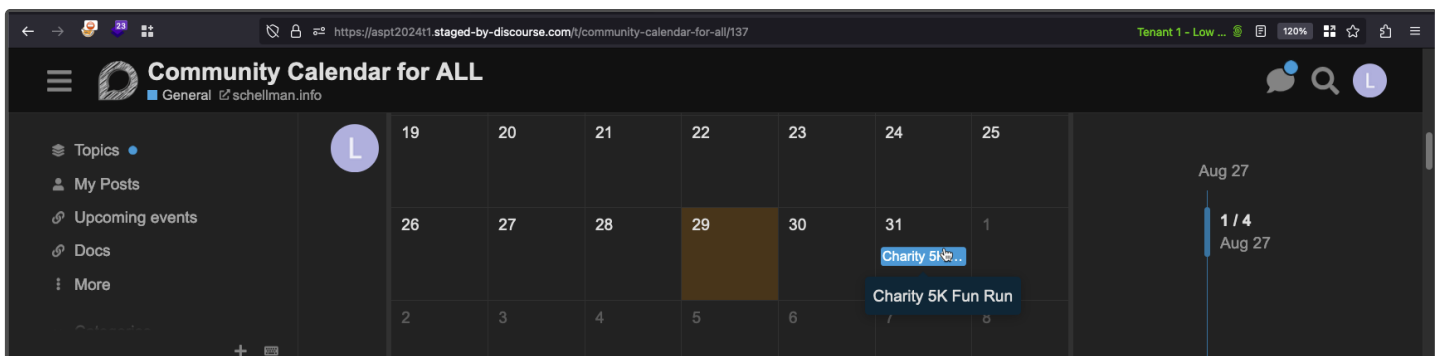 23
https://aspt2024t1.staged-by-discourse.com/t/community-calendar-for-all/137
Tenant 1 - Low ...
120%
Community Calendar for ALL
General schellman.info
L
L
Topics
My Posts
Upcoming events
Docs
More
19 20 21 22 23 24 25
26 27 28 29 30 31 1
Charity 5K...
Charity 5K Fun Run
2 3 4 5 6 7 8
Aug 27
1 / 4
Aug 27